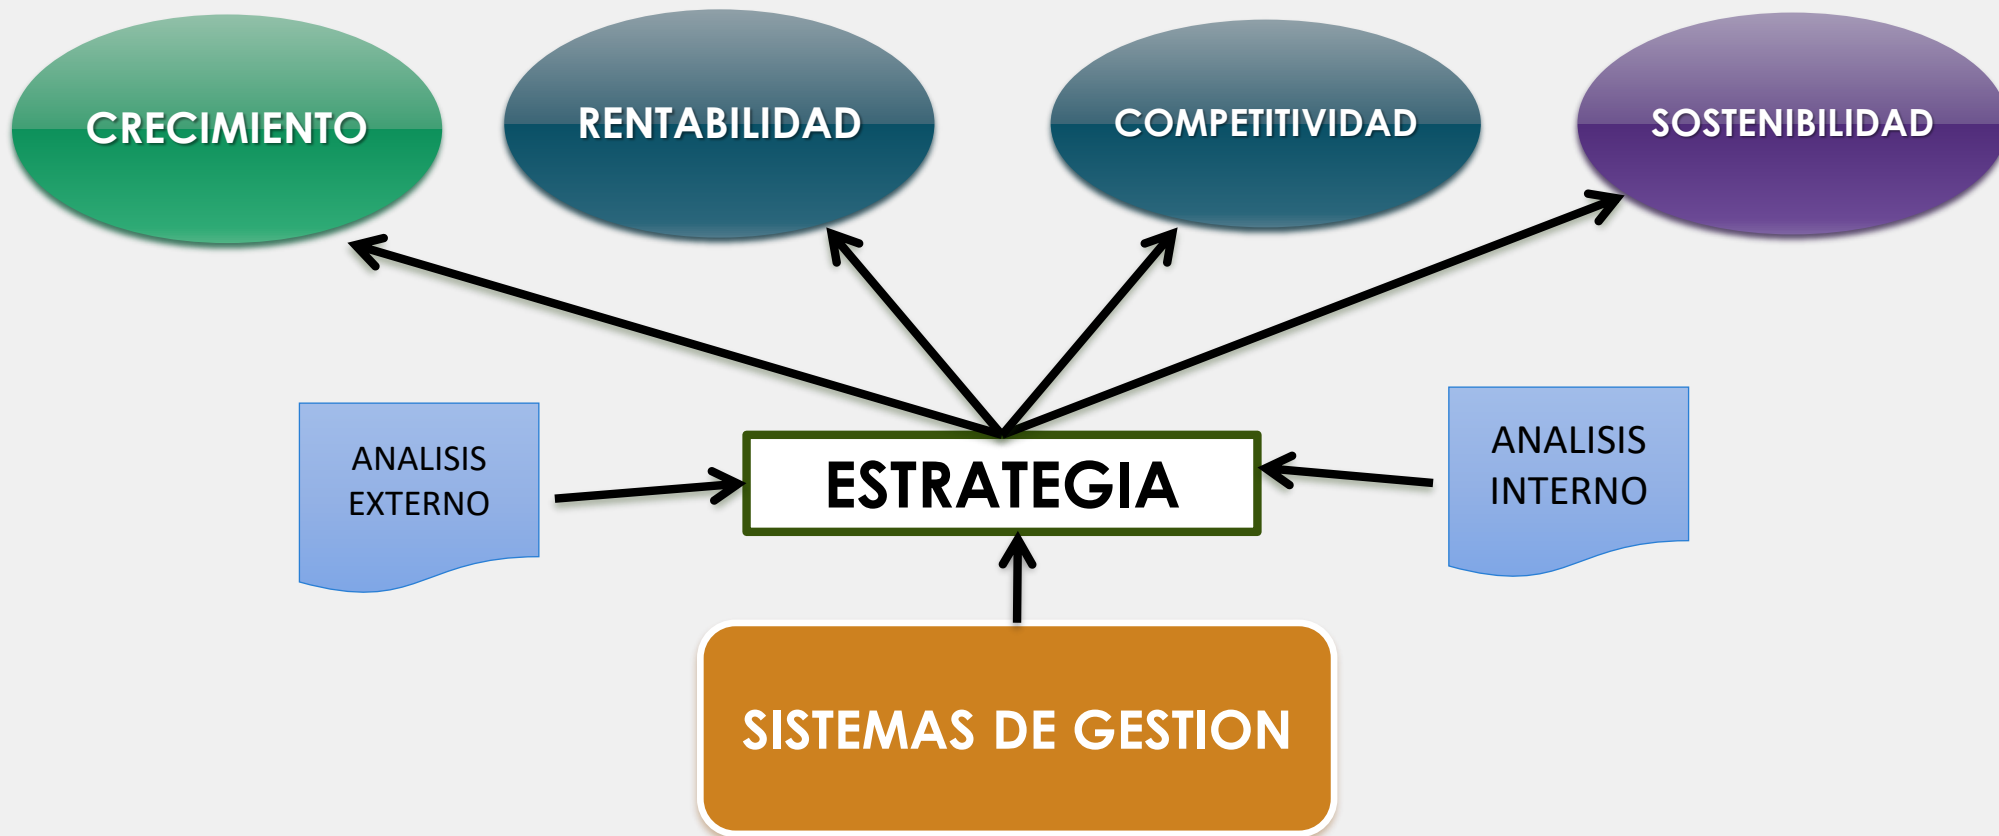 CRECIMIENTO
RENTABILIDAD
COMPETITIVIDAD
SOSTENIBILIDAD
ANALISIS
EXTERNO
ESTRATEGIA
ANALISIS
INTERNO
SISTEMAS DE GESTION